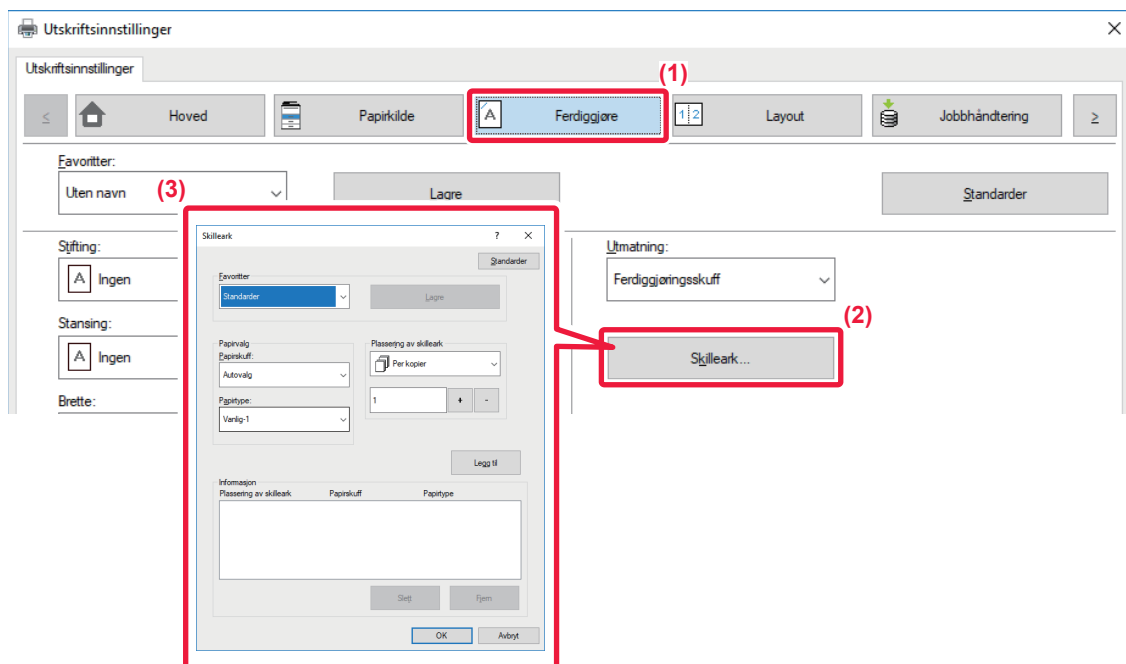 Utskriftsinnstillinger
Utskriftsinnstillinger
(1)
< Hoved Papirkilde A Ferdiggjøre 1 2 Layout Jobbhåndtering >
Favoritter:
Uten navn
(3)
Lagre
Standarder
Stifting:
A Ingen
Stansing:
A Ingen
Brette:
Utmatning:
Ferdiggjøringsskuff
(2)
Skilleark...
Skilleark ? ×
Standarder
Favoritter
Standarder
Lagre
Papirvalg
Papirskuff:
Autovalg
Papirtype:
Vanlig-1
Plassering av skilleark
Per kopier
1 + -
Legg til
Informasjon
Plassering av skilleark Papirskuff Papirtype
Slett Fjern
OK Avbryt